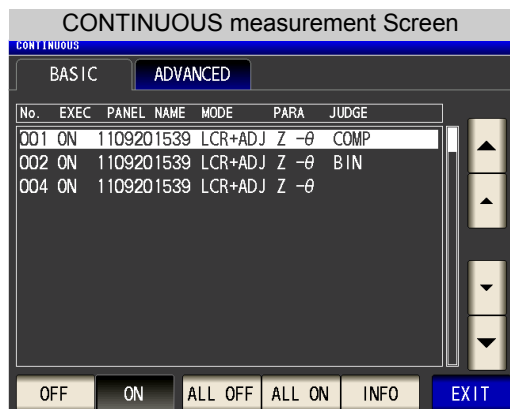 CONTINUOUS measurement Screen
CONTINUOUS
BASIC ADVANCED
No. EXEC PANEL NAME MODE PARA JUDGE
001 ON 1109201539 LCR+ADJ Z -θ COMP
002 ON 1109201539 LCR+ADJ Z -θ BIN
004 ON 1109201539 LCR+ADJ Z -θ
OFF ON ALL OFF ALL ON INFO EXIT